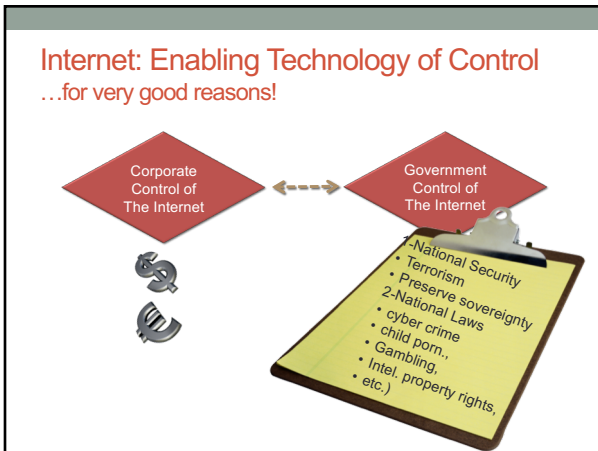 Internet: Enabling Technology of Control
…for very good reasons!
Corporate
Control of
The Internet
Government
Control of
The Internet
$
€
1-National Security
• Terrorism
• Preserve sovereignty
2-National Laws
• cyber crime
• child porn.,
• Gambling,
• Intel. property rights,
• etc.)